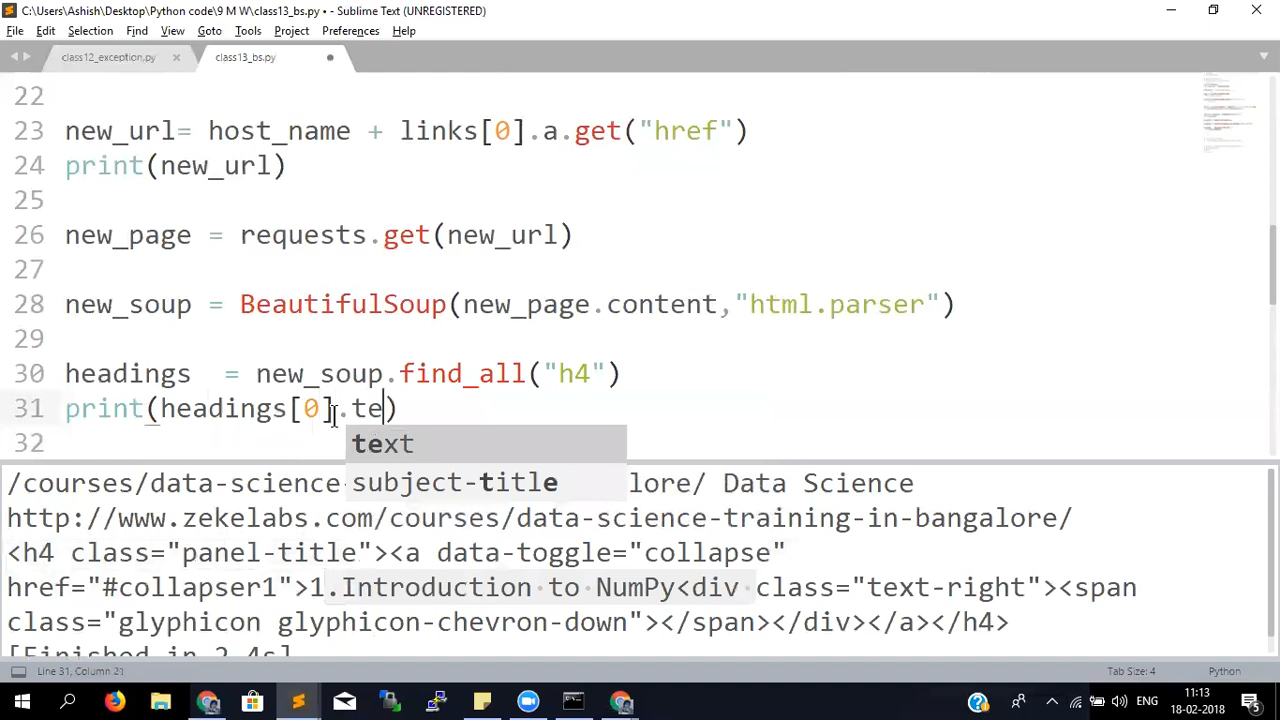 C:\Users\Ashish\Desktop\Python code\9 M W\class13_bs.py • - Sublime Text (UNREGISTERED)
File Edit Selection Find View Goto Tools Project Preferences Help
class12_exception.py × class13_bs.py
22
23 new_url= host_name + links[0].a.get("href")
24 print(new_url)
25
26 new_page = requests.get(new_url)
27
28 new_soup = BeautifulSoup(new_page.content,"html.parser")
29
30 headings  = new_soup.find_all("h4")
31 print(headings[0].te)
32
text
subject-title
/courses/data-science- lore/ Data Science
http://www.zekelabs.com/courses/data-science-training-in-bangalore/
<h4 class="panel-title"><a data-toggle="collapse"
href="#collapser1">1.Introduction to NumPy<div class="text-right"><span
class="glyphicon glyphicon-chevron-down"></span></div></a></h4>
[Finished in 2.4s]
Line 31, Column 21 Tab Size: 4 Python
ENG 11:13
18-02-2018 5